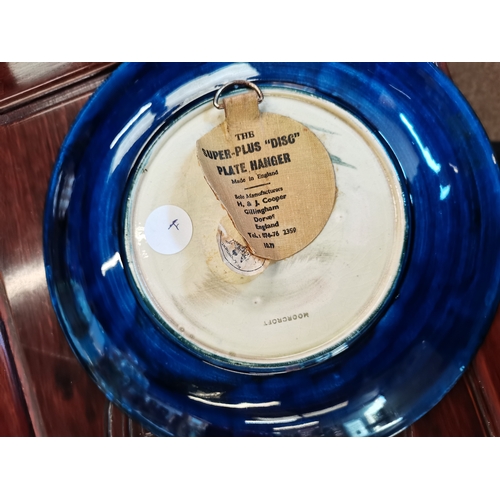 THE
SUPER-PLUS "DISC"
PLATE HANGER
Made in England
Sole Manufacturers
H. & J. Cooper
Gillingham
Dorset
England
MOORCROFT